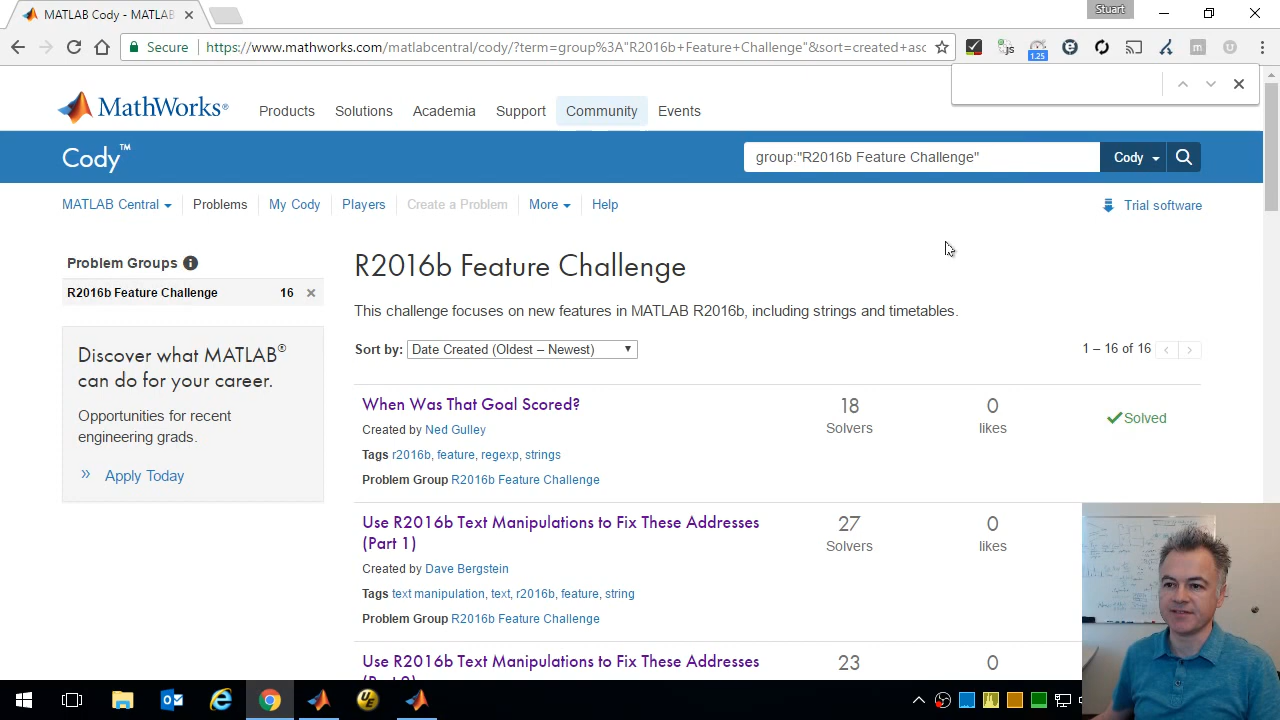 MATLAB Cody - MATLAB
Stuart
Secure
https://www.mathworks.com/matlabcentral/cody/?term=group%3A"R2016b+Feature+Challenge"&sort=created+asc
js
1.25
m
MathWorks®
Products
Solutions
Academia
Support
Community
Events
Cody™
group:"R2016b Feature Challenge"
Cody
MATLAB Central
Problems
My Cody
Players
Create a Problem
More
Help
Trial software
Problem Groups
R2016b Feature Challenge 16
Discover what MATLAB®
can do for your career.
Opportunities for recent
engineering grads.
» Apply Today
R2016b Feature Challenge
This challenge focuses on new features in MATLAB R2016b, including strings and timetables.
Sort by: Date Created (Oldest – Newest)
1 – 16 of 16
When Was That Goal Scored?
Created by Ned Gulley
Tags r2016b, feature, regexp, strings
Problem Group R2016b Feature Challenge
18
Solvers
0
likes
Solved
Use R2016b Text Manipulations to Fix These Addresses
(Part 1)
Created by Dave Bergstein
Tags text manipulation, text, r2016b, feature, string
Problem Group R2016b Feature Challenge
27
Solvers
0
likes
Use R2016b Text Manipulations to Fix These Addresses
23
0